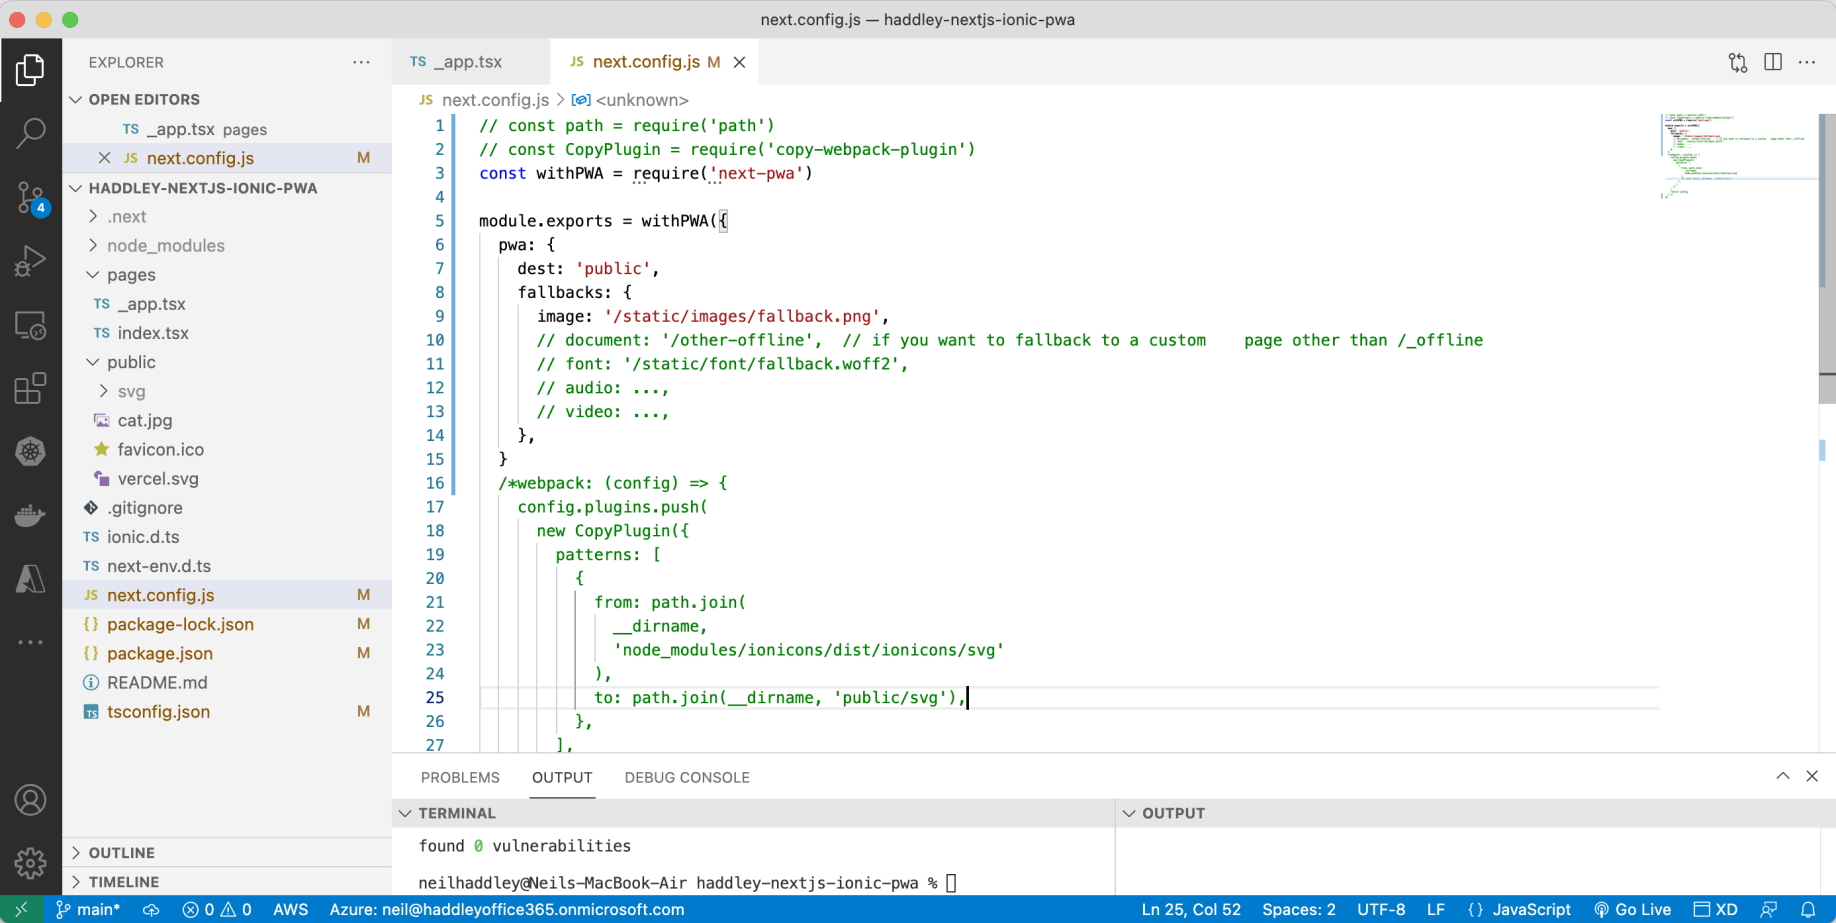 next.config.js — haddley-nextjs-ionic-pwa
EXPLORER
OPEN EDITORS
TS _app.tsx pages
JS next.config.js M
HADDLEY-NEXTJS-IONIC-PWA
.next
node_modules
pages
TS _app.tsx
TS index.tsx
public
svg
cat.jpg
favicon.ico
vercel.svg
.gitignore
TS ionic.d.ts
TS next-env.d.ts
JS next.config.js M
{} package-lock.json M
{} package.json M
README.md
TS tsconfig.json M
OUTLINE
TIMELINE
4
TS _app.tsx
JS next.config.js M
JS next.config.js > <unknown>
1 // const path = require('path')
2 // const CopyPlugin = require('copy-webpack-plugin')
3 const withPWA = require('next-pwa')
4
5 module.exports = withPWA({
6 pwa: {
7 dest: 'public',
8 fallbacks: {
9 image: '/static/images/fallback.png',
10 // document: '/other-offline',  // if you want to fallback to a custom    page other than /_offline
11 // font: '/static/font/fallback.woff2',
12 // audio: ...,
13 // video: ...,
14 },
15 }
16 /*webpack: (config) => {
17 config.plugins.push(
18 new CopyPlugin({
19 patterns: [
20 {
21 from: path.join(
22 __dirname,
23 'node_modules/ionicons/dist/ionicons/svg'
24 ),
25 to: path.join(__dirname, 'public/svg'),
26 },
27 ],
PROBLEMS OUTPUT DEBUG CONSOLE
TERMINAL
found 0 vulnerabilities
neilhaddley@Neils-MacBook-Air haddley-nextjs-ionic-pwa %
OUTPUT
main* 0 0 AWS Azure: neil@haddleyoffice365.onmicrosoft.com Ln 25, Col 52 Spaces: 2 UTF-8 LF {} JavaScript Go Live XD